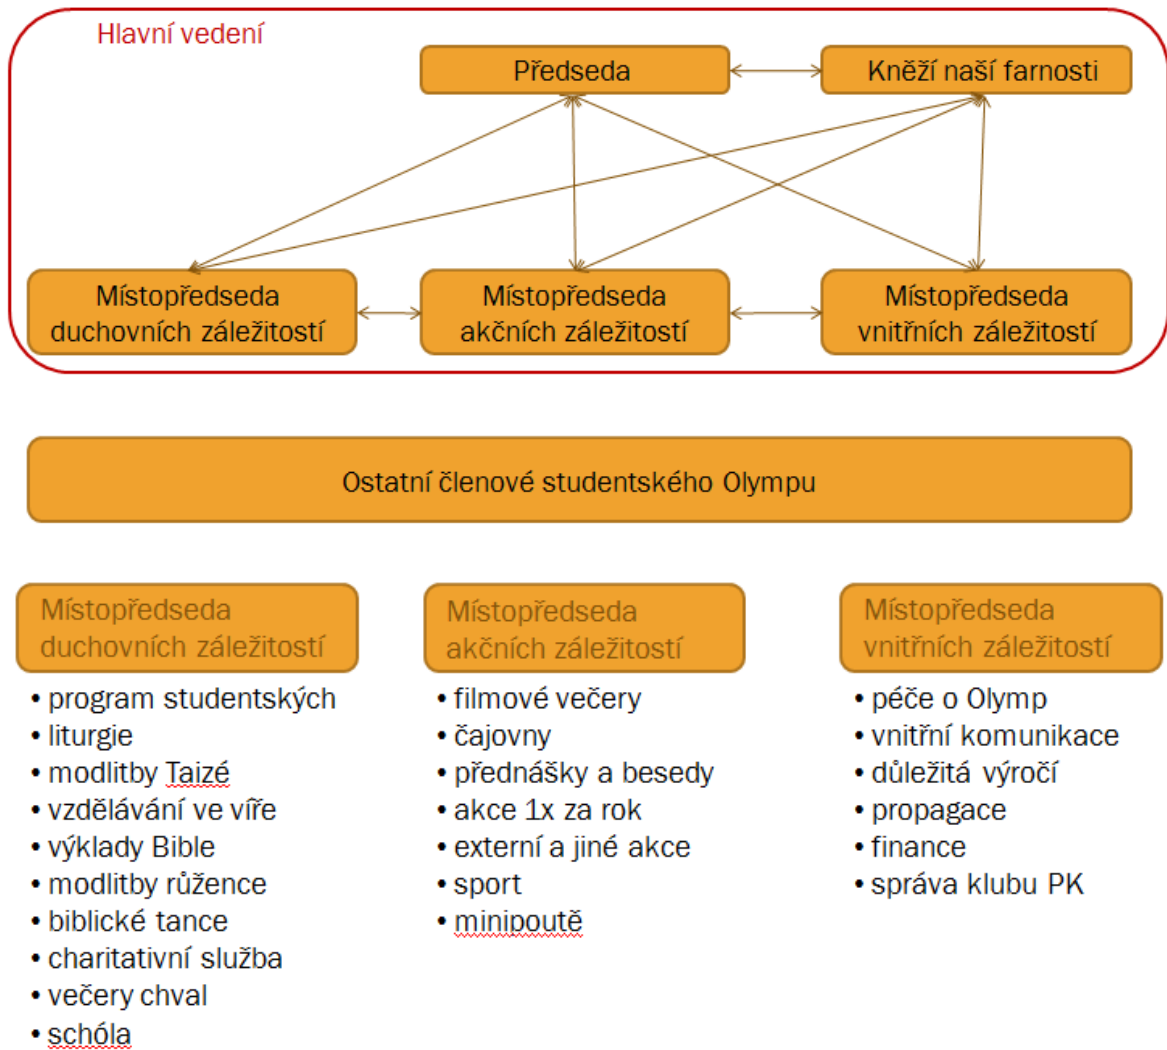 Hlavní vedení
Předseda
Kněží naší farnosti
Místopředseda
duchovních záležitostí
Místopředseda
akčních záležitostí
Místopředseda
vnitřních záležitostí
Ostatní členové studentského Olympu
Místopředseda
duchovních záležitostí
• program studentských
• liturgie
• modlitby Taizé
• vzdělávání ve víře
• výklady Bible
• modlitby růžence
• biblické tance
• charitativní služba
• večery chval
• schóla
Místopředseda
akčních záležitostí
• filmové večery
• čajovny
• přednášky a besedy
• akce 1x za rok
• externí a jiné akce
• sport
• minipoutě
Místopředseda
vnitřních záležitostí
• péče o Olymp
• vnitřní komunikace
• důležitá výročí
• propagace
• finance
• správa klubu PK